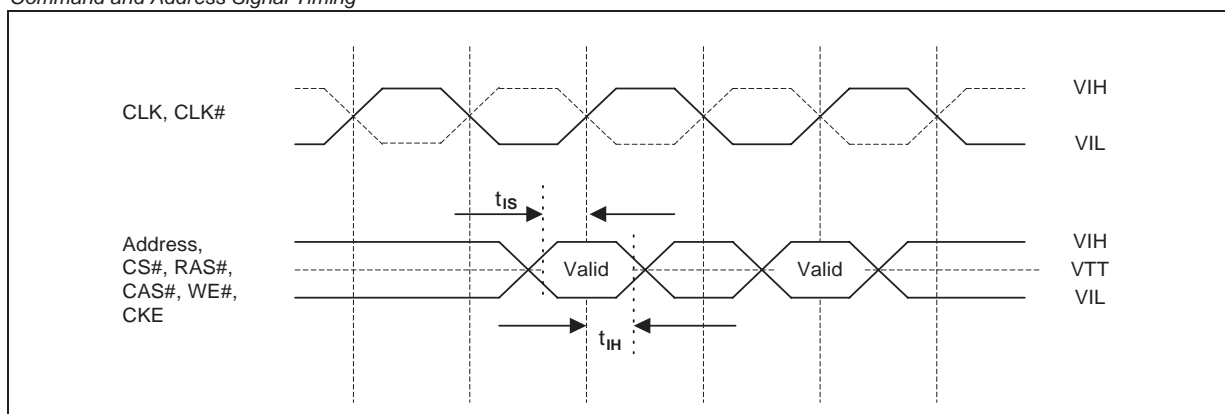 Command and Address Signal Timing
CLK, CLK#
VIH
VIL
tIS
Address,
CS#, RAS#,
CAS#, WE#,
CKE
Valid
Valid
VIH
VTT
VIL
tIH